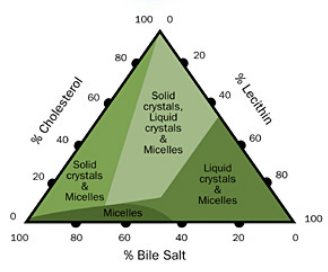 100 0
80 20
% Cholesterol
% Lecithin
60 40
Solid
crystals,
Liquid
crystals
&
Micelles
40 60
Solid
crystals
&
Micelles
Liquid
crystals
&
Micelles
20 80
Micelles
0 100
100 80 60 40 20 0
% Bile Salt